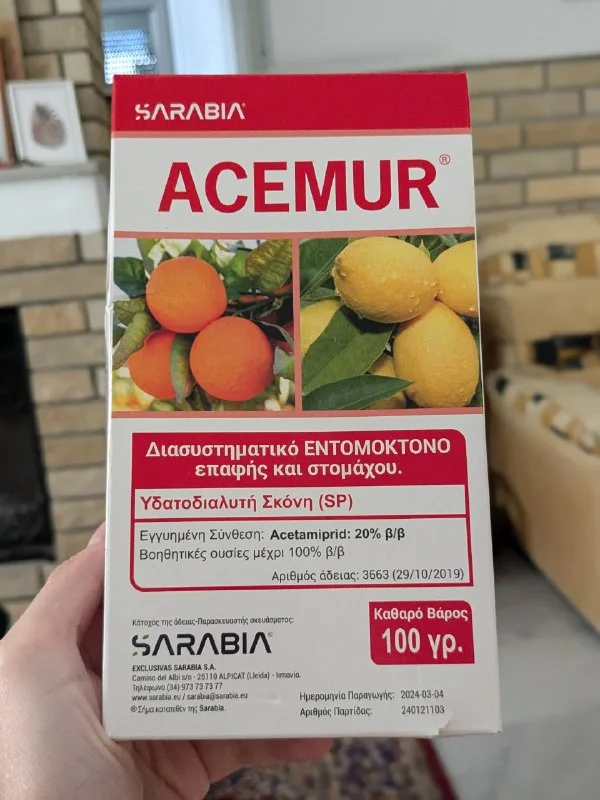 SARABIA®
ACEMUR®
Διασυστηματικό ΕΝΤΟΜΟΚΤΟΝΟ
επαφής και στομάχου.
Υδατοδιαλυτή Σκόνη (SP)
Εγγυημένη Σύνθεση: Acetamiprid: 20% β/β
Βοηθητικές ουσίες μέχρι 100% β/β
Αριθμός άδειας: 3663 (29/10/2019)
Κάτοχος της άδειας-Παρασκευαστής σκευάσματος:
SARABIA®
EXCLUSIVAS SARABIA S.A.
Camino del Albi s/n - 25110 ALPICAT (Lleida) - Ισπανία.
Τηλέφωνο (34) 973 73 73 77
www.sarabia.eu / sarabia@sarabia.eu
® Σήμα κατατεθέν της Sarabia.
Καθαρό Βάρος
100 γρ.
Ημερομηνία Παραγωγής: 2024-03-04
Αριθμός Παρτίδας: 240121103